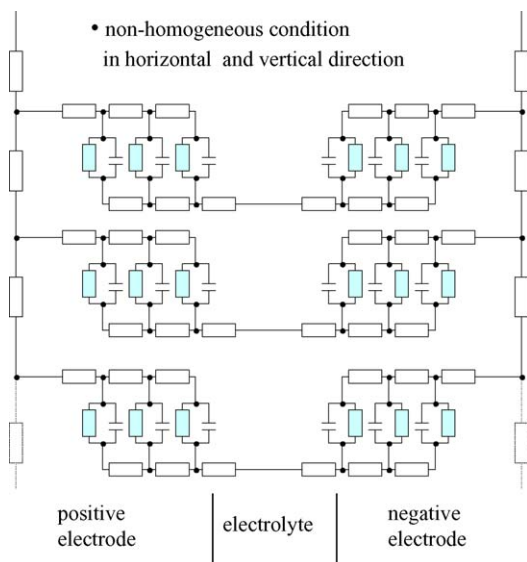 • non-homogeneous condition
in horizontal and vertical direction
positive
electrode
electrolyte
negative
electrode